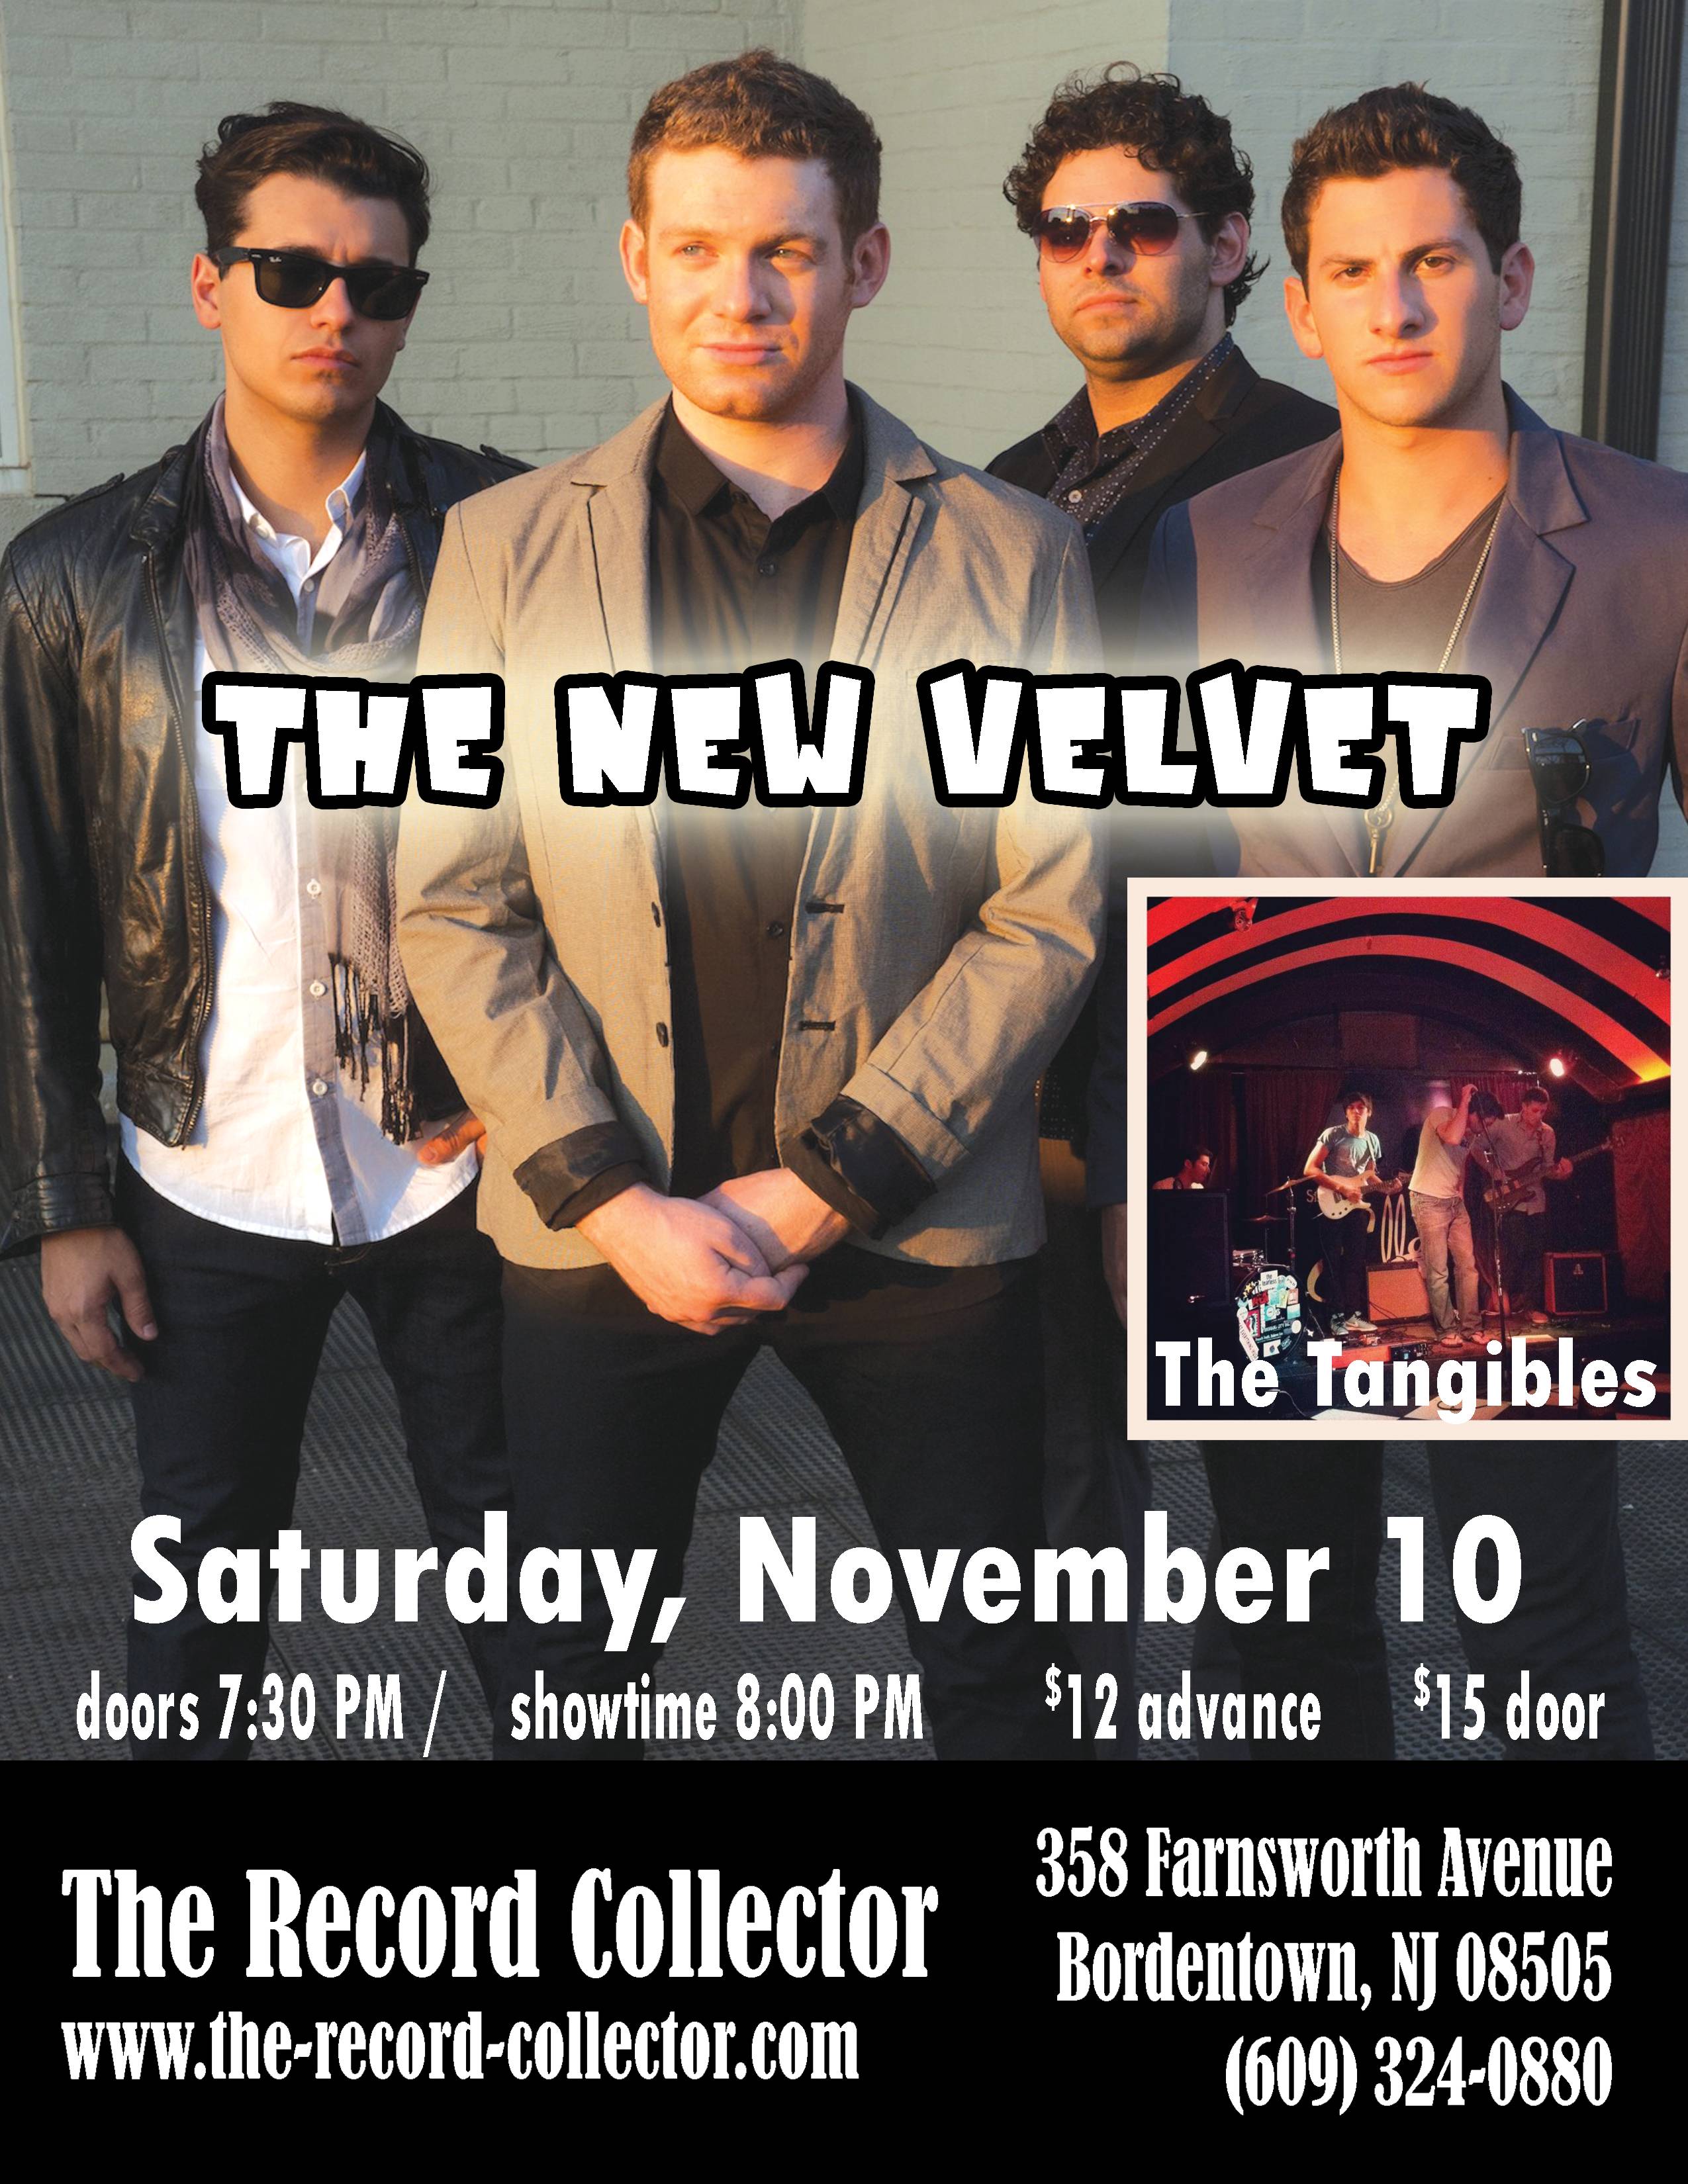 THE NEW VELVET
The Tangibles
Saturday, November 10
doors 7:30 PM / showtime 8:00 PM $12 advance $15 door
The Record Collector
www.the-record-collector.com
358 Farnsworth Avenue
Bordentown, NJ 08505
(609) 324-0880